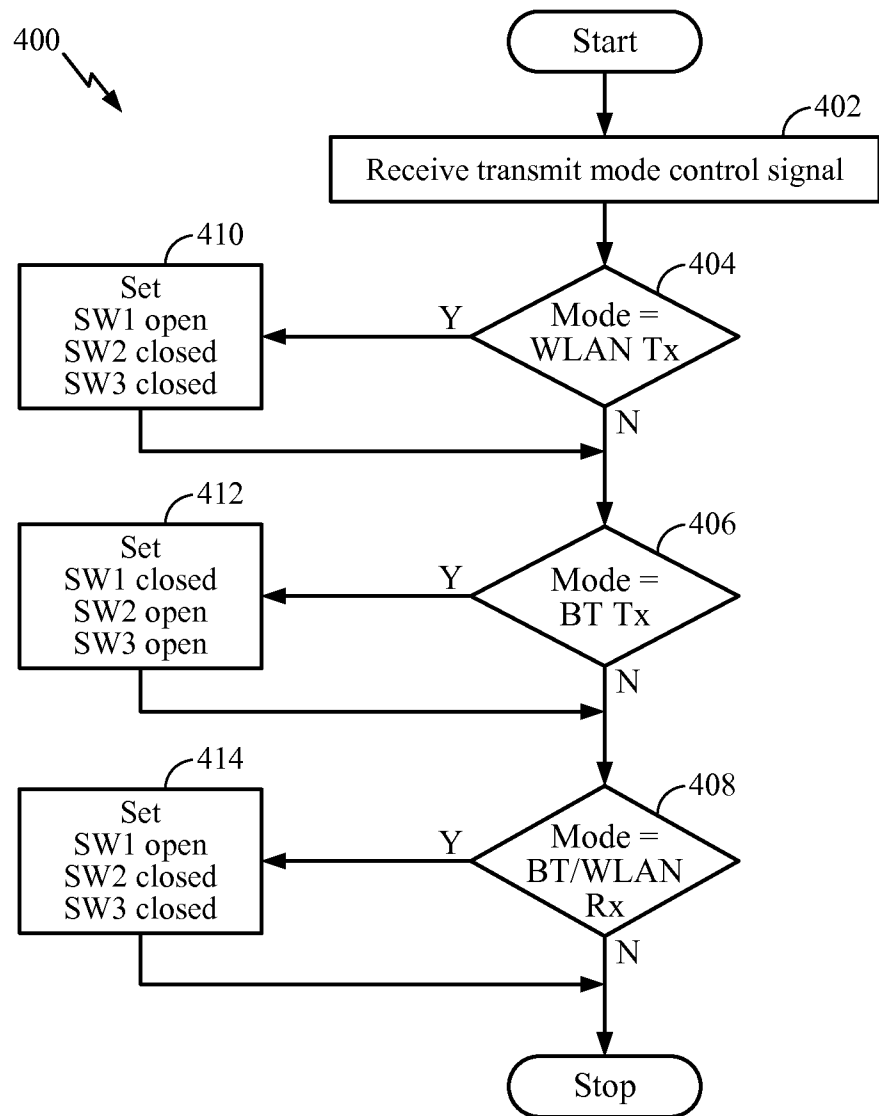 400
Start
402
Receive transmit mode control signal
410
Set
SW1 open
SW2 closed
SW3 closed
404
Mode =
WLAN Tx
Y
N
412
Set
SW1 closed
SW2 open
SW3 open
406
Mode =
BT Tx
Y
N
414
Set
SW1 open
SW2 closed
SW3 closed
408
Mode =
BT/WLAN
Rx
Y
N
Stop